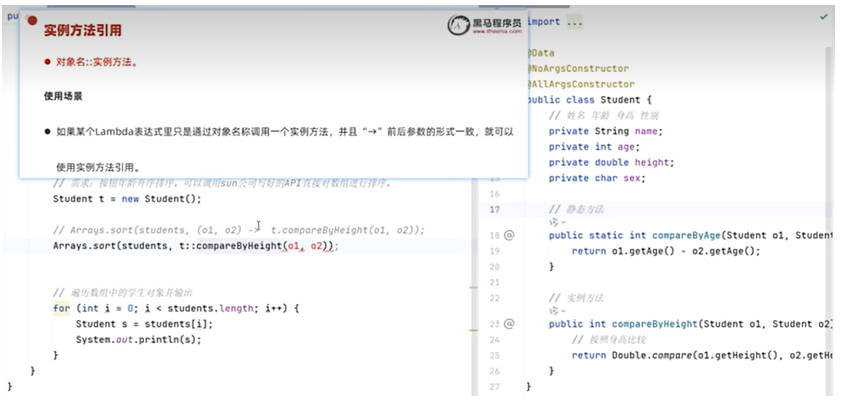 pu
实例方法引用
黑马程序员
www.itheima.com
● 对象名::实例方法。
使用场景
● 如果某个Lambda表达式里只是通过对象名称调用一个实例方法，并且“→”前后参数的形式一致，就可以
使用实例方法引用。
// 需求：按照年龄升序排序。可以调用sun公司写好的API直接对数组进行排序。
Student t = new Student();
// Arrays.sort(students, (o1, o2) -> t.compareByHeight(o1, o2));
Arrays.sort(students, t::compareByHeight(o1, o2));
// 遍历数组中的学生对象并输出
for (int i = 0; i < students.length; i++) {
Student s = students[i];
System.out.println(s);
}
}
}
import ...
@Data
@NoArgsConstructor
@AllArgsConstructor
public class Student {
// 姓名 年龄 身高 性别
private String name;
private int age;
private double height;
15 private char sex;
16
17 // 静态方法
18 @ public static int compareByAge(Student o1, Student
19 return o1.getAge() - o2.getAge();
20 }
21
22 // 实例方法
23 @ public int compareByHeight(Student o1, Student o2)
24 // 按照身高比较
25 return Double.compare(o1.getHeight(), o2.getHe
26 }
27 }